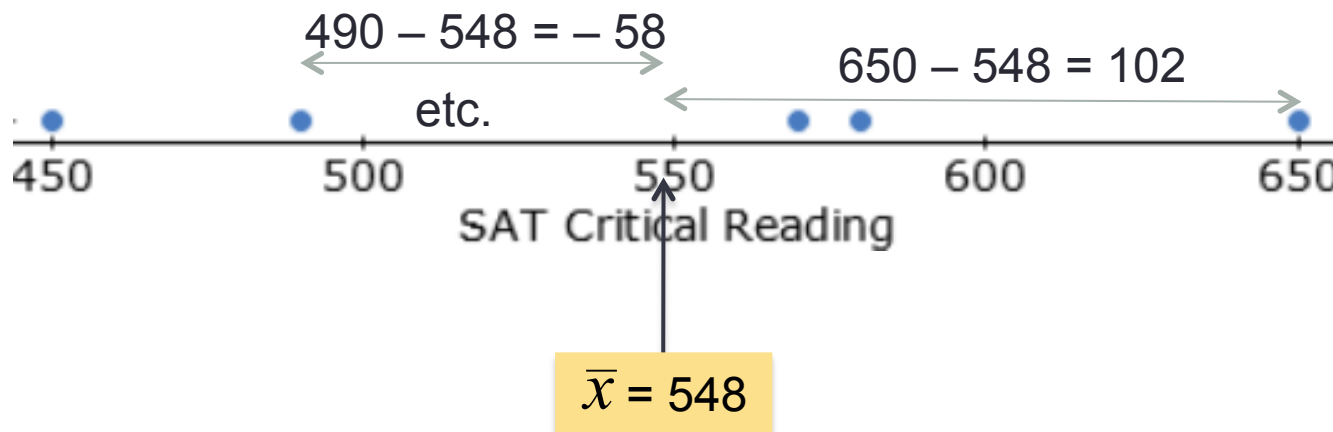 490 – 548 = – 58
650 – 548 = 102
etc.
450 500 550 600 650
SAT Critical Reading
x̅ = 548